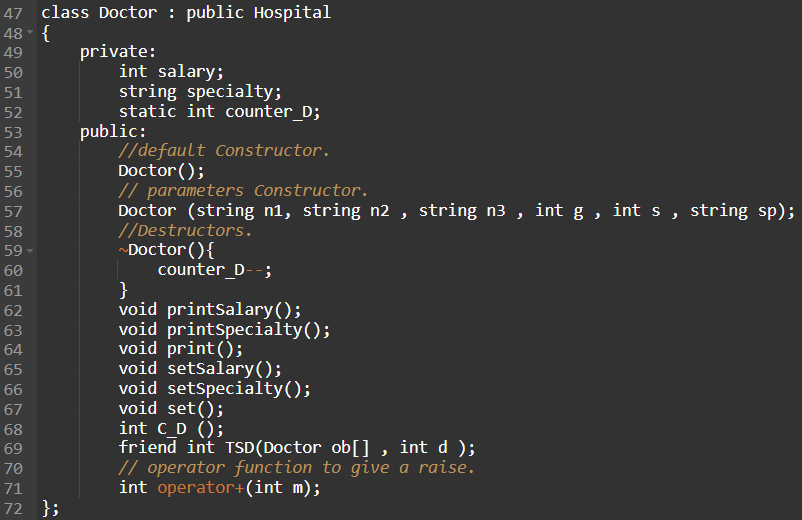 47 class Doctor : public Hospital
48 {
49     private:
50         int salary;
51         string specialty;
52         static int counter_D;
53     public:
54         //default Constructor.
55         Doctor();
56         // parameters Constructor.
57         Doctor (string n1, string n2 , string n3 , int g , int s , string sp);
58         //Destructors.
59         ~Doctor(){
60             counter_D--;
61         }
62         void printSalary();
63         void printSpecialty();
64         void print();
65         void setSalary();
66         void setSpecialty();
67         void set();
68         int C_D ();
69         friend int TSD(Doctor ob[] , int d );
70         // operator function to give a raise.
71         int operator+(int m);
72 };